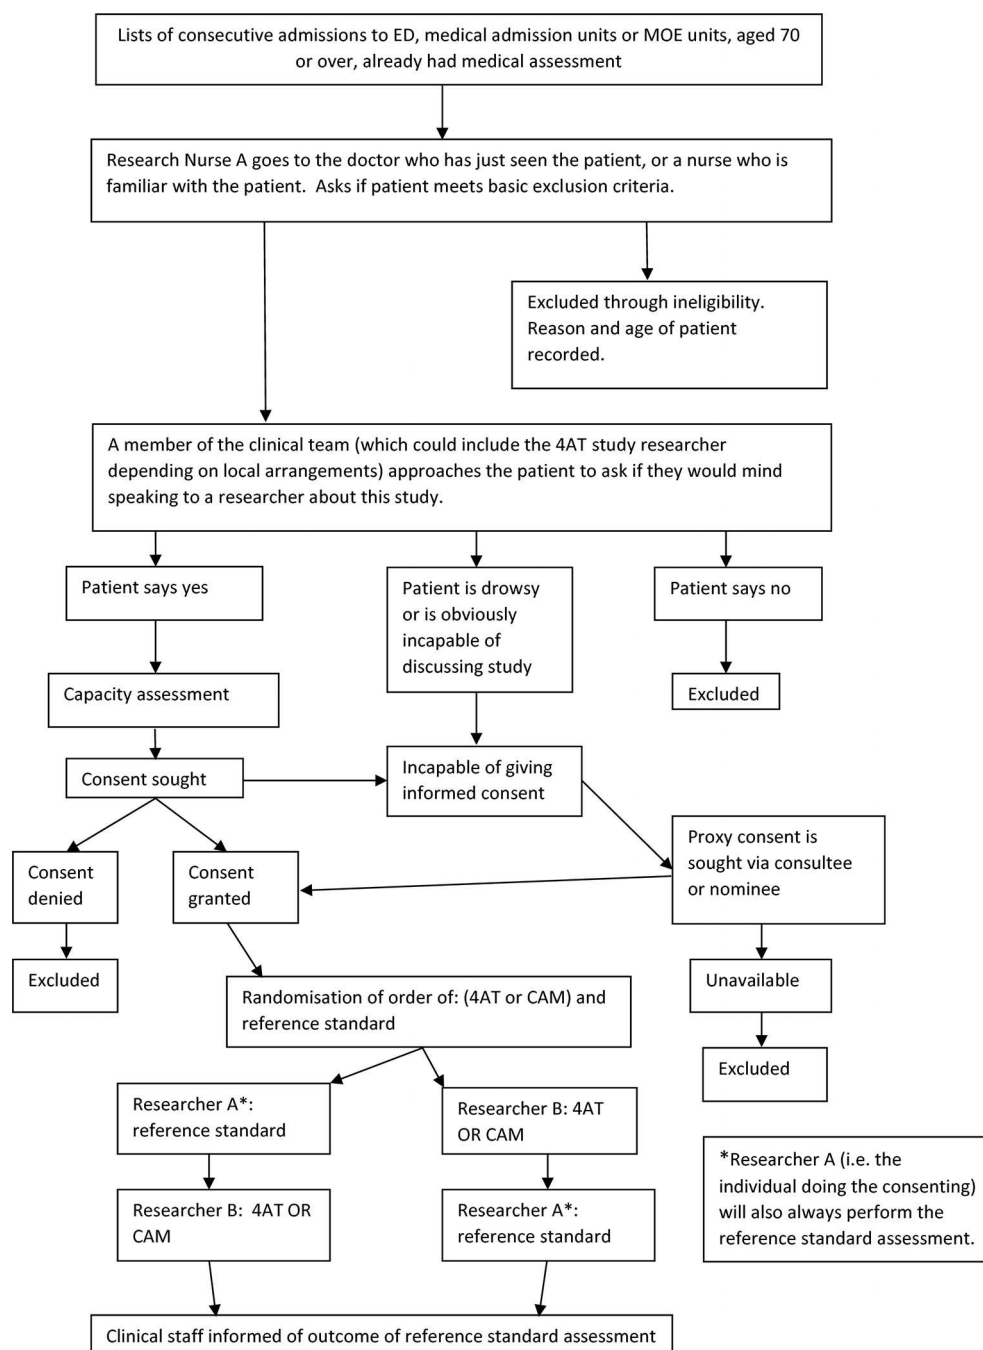 Lists of consecutive admissions to ED, medical admission units or MOE units, aged 70
or over, already had medical assessment
Research Nurse A goes to the doctor who has just seen the patient, or a nurse who is
familiar with the patient.  Asks if patient meets basic exclusion criteria.
Excluded through ineligibility.
Reason and age of patient
recorded.
A member of the clinical team (which could include the 4AT study researcher
depending on local arrangements) approaches the patient to ask if they would mind
speaking to a researcher about this study.
Patient says yes
Patient is drowsy
or is obviously
incapable of
discussing study
Patient says no
Capacity assessment
Excluded
Consent sought
Incapable of giving
informed consent
Proxy consent is
sought via consultee
or nominee
Consent
denied
Consent
granted
Excluded
Unavailable
Randomisation of order of: (4AT or CAM) and
reference standard
Excluded
Researcher A*:
reference standard
Researcher B: 4AT
OR CAM
Researcher B:  4AT OR
CAM
Researcher A*:
reference standard
*Researcher A (i.e. the
individual doing the consenting)
will also always perform the
reference standard assessment.
Clinical staff informed of outcome of reference standard assessment